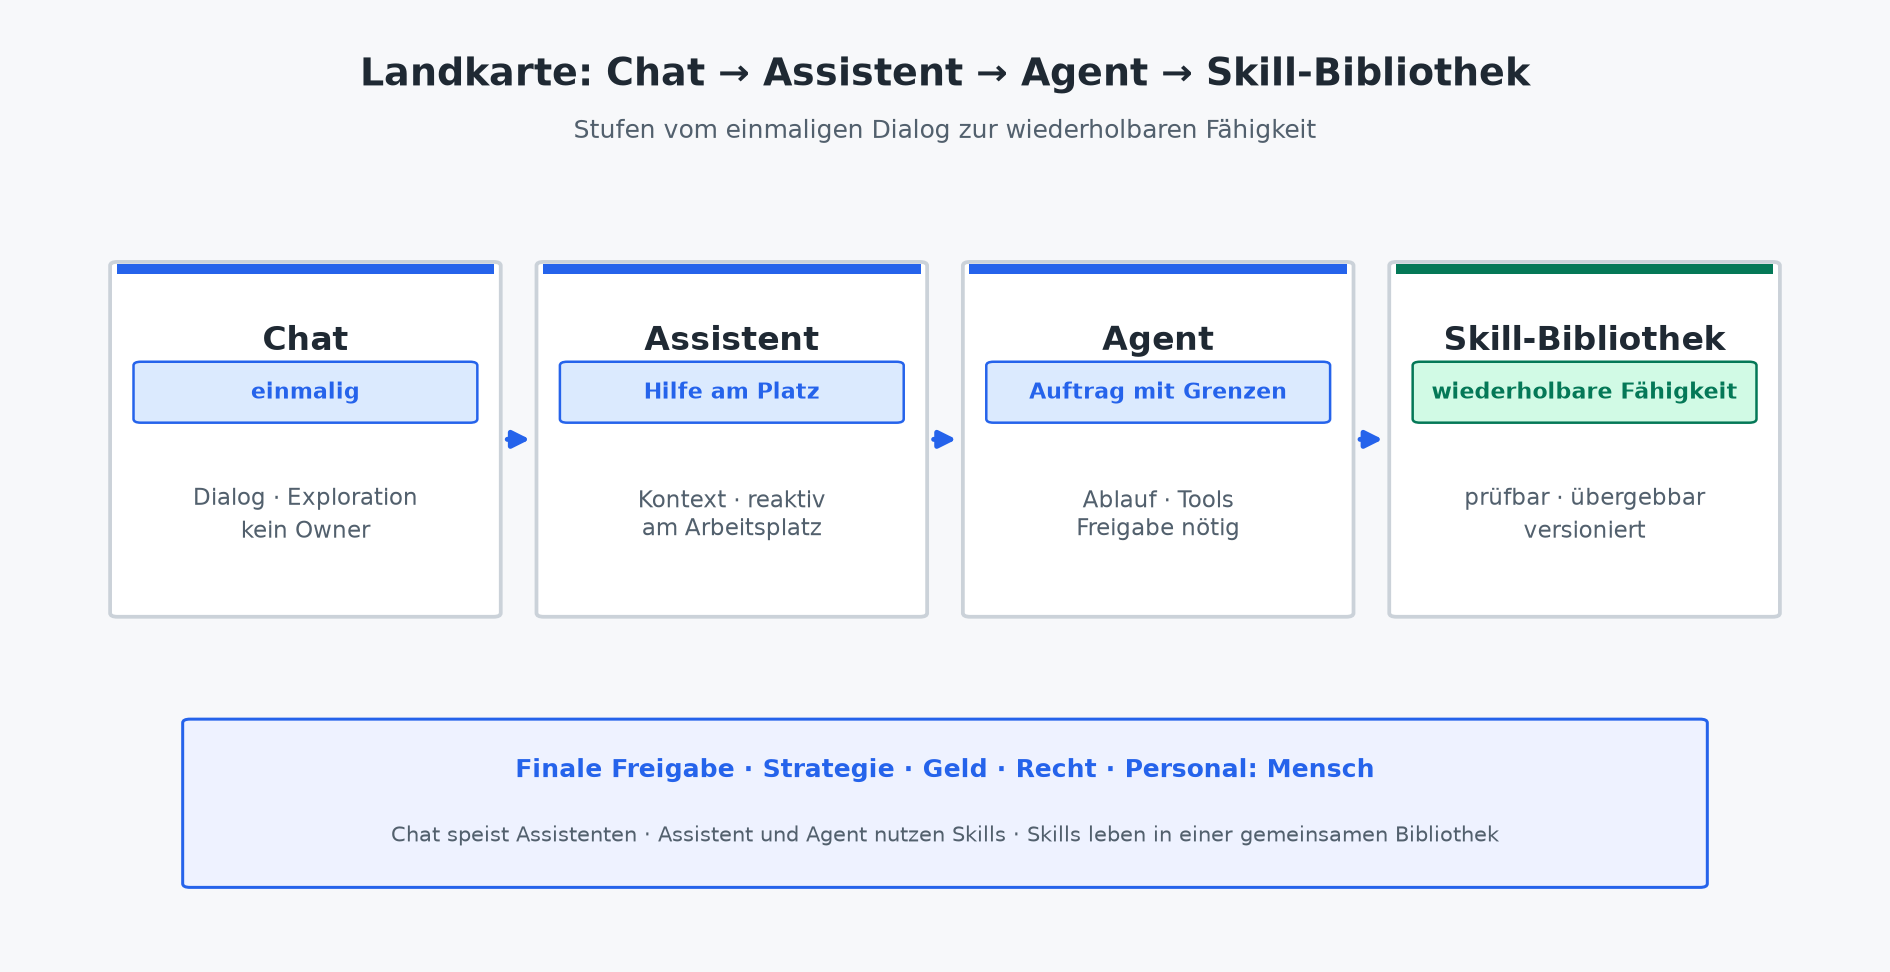 Landkarte: Chat → Assistent → Agent → Skill-Bibliothek
Stufen vom einmaligen Dialog zur wiederholbaren Fähigkeit
Chat
einmalig
Dialog · Exploration
kein Owner
Assistent
Hilfe am Platz
Kontext · reaktiv
am Arbeitsplatz
Agent
Auftrag mit Grenzen
Ablauf · Tools
Freigabe nötig
Skill-Bibliothek
wiederholbare Fähigkeit
prüfbar · übergebbar
versioniert
Finale Freigabe · Strategie · Geld · Recht · Personal: Mensch
Chat speist Assistenten · Assistent und Agent nutzen Skills · Skills leben in einer gemeinsamen Bibliothek